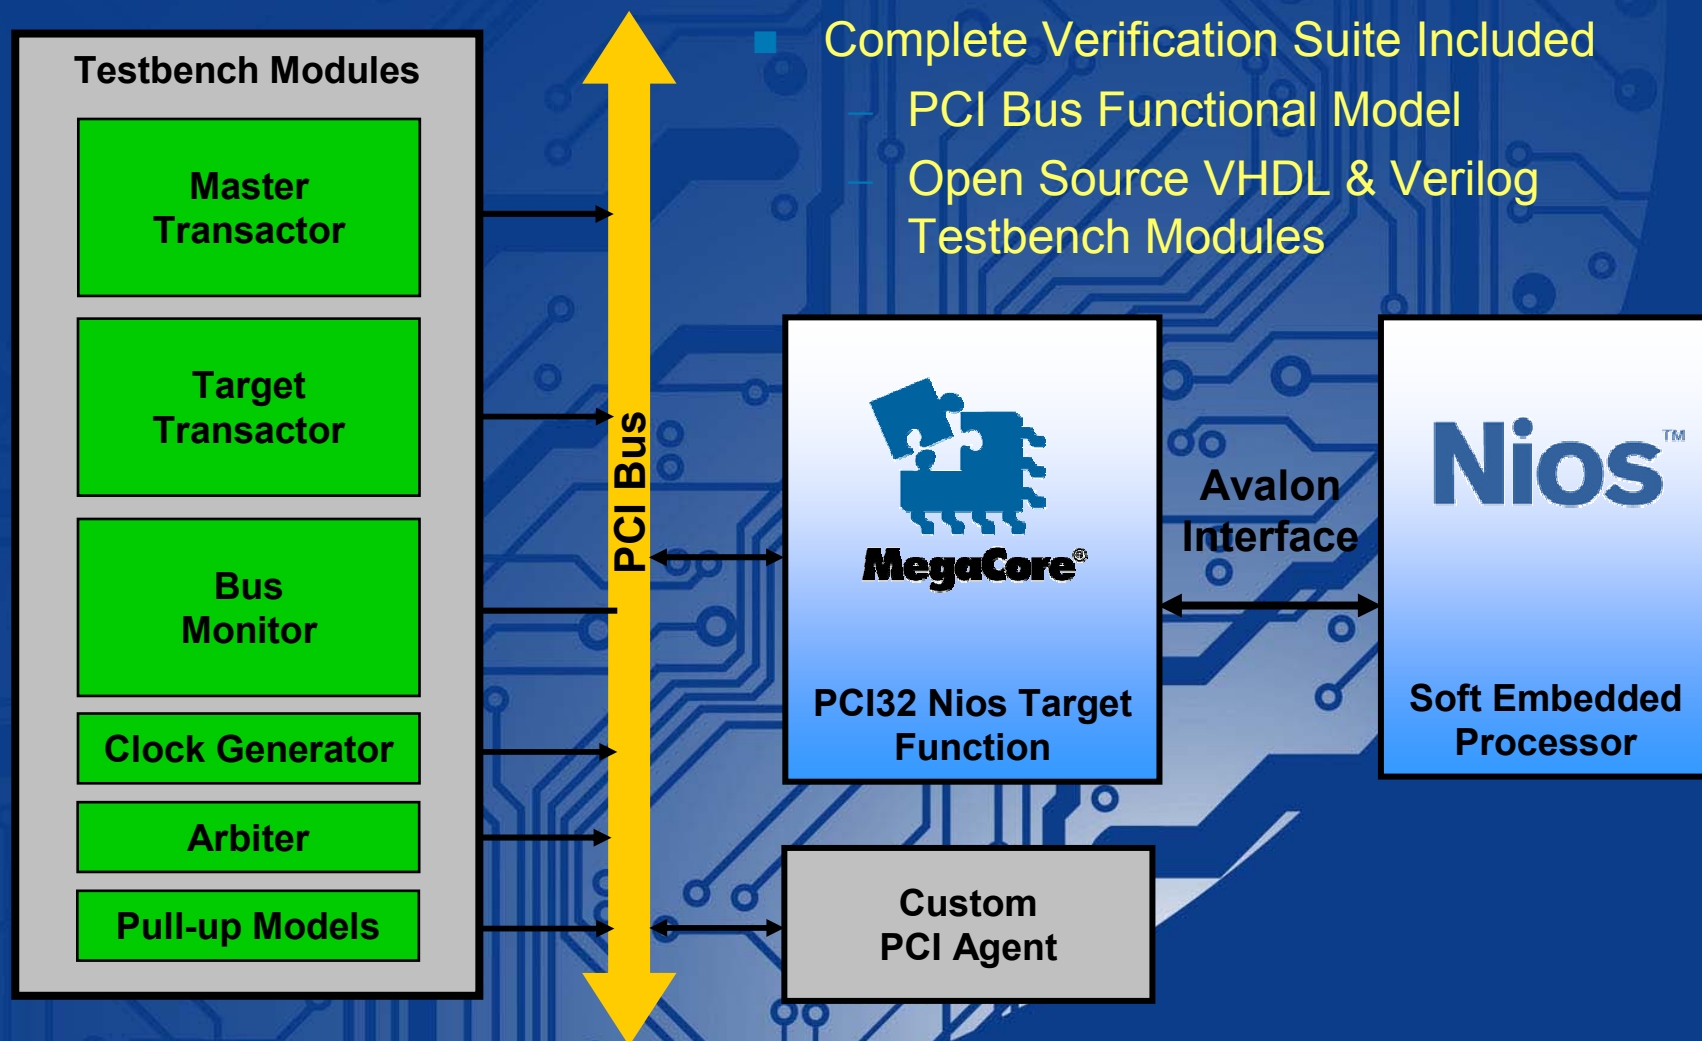 Complete Verification Suite Included
PCI Bus Functional Model
Open Source VHDL & Verilog
Testbench Modules
Testbench Modules
Master
Transactor
Target
Transactor
Bus
Monitor
Clock Generator
Arbiter
Pull-up Models
PCI Bus
MegaCore®
PCI32 Nios Target
Function
Avalon
Interface
Nios™
Soft Embedded
Processor
Custom
PCI Agent